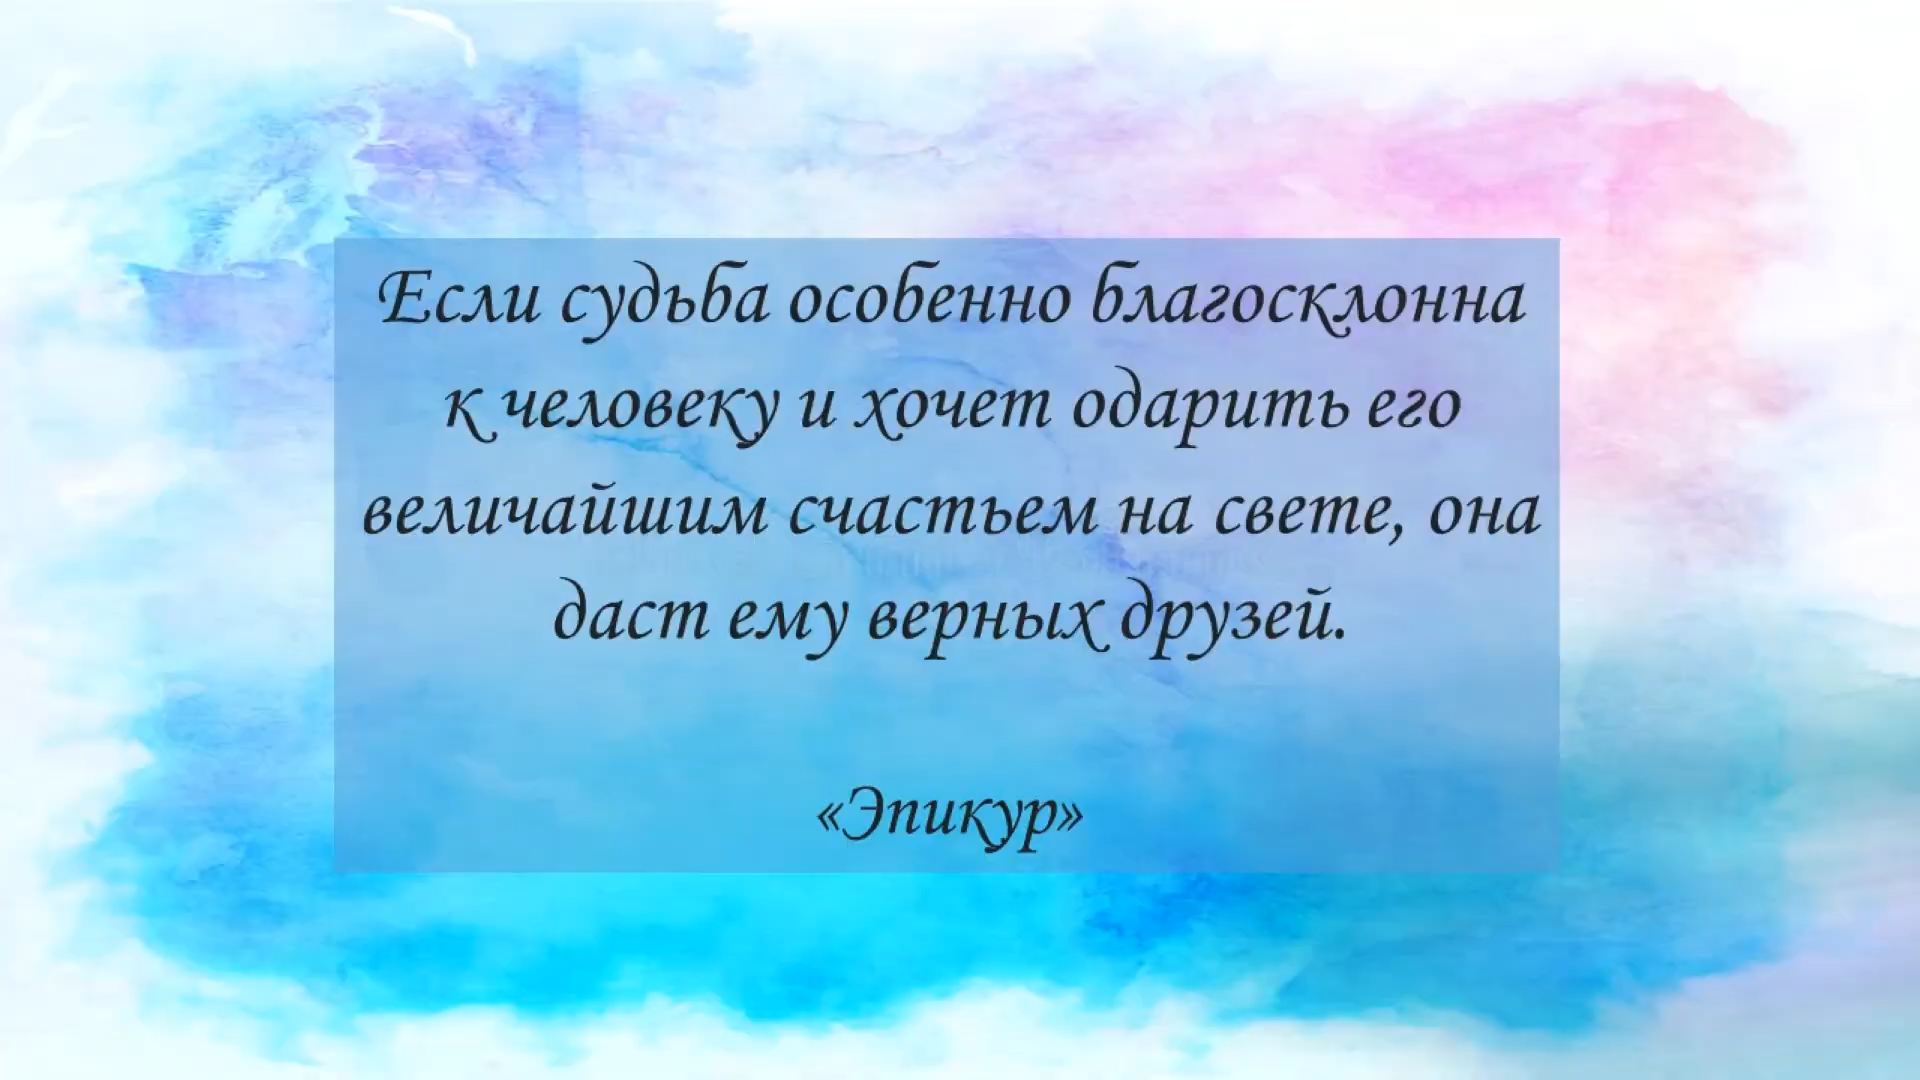 Если судьба особенно благосклонна
к человеку и хочет одарить его
величайшим счастьем на свете, она
даст ему верных друзей.
«Эпикур»